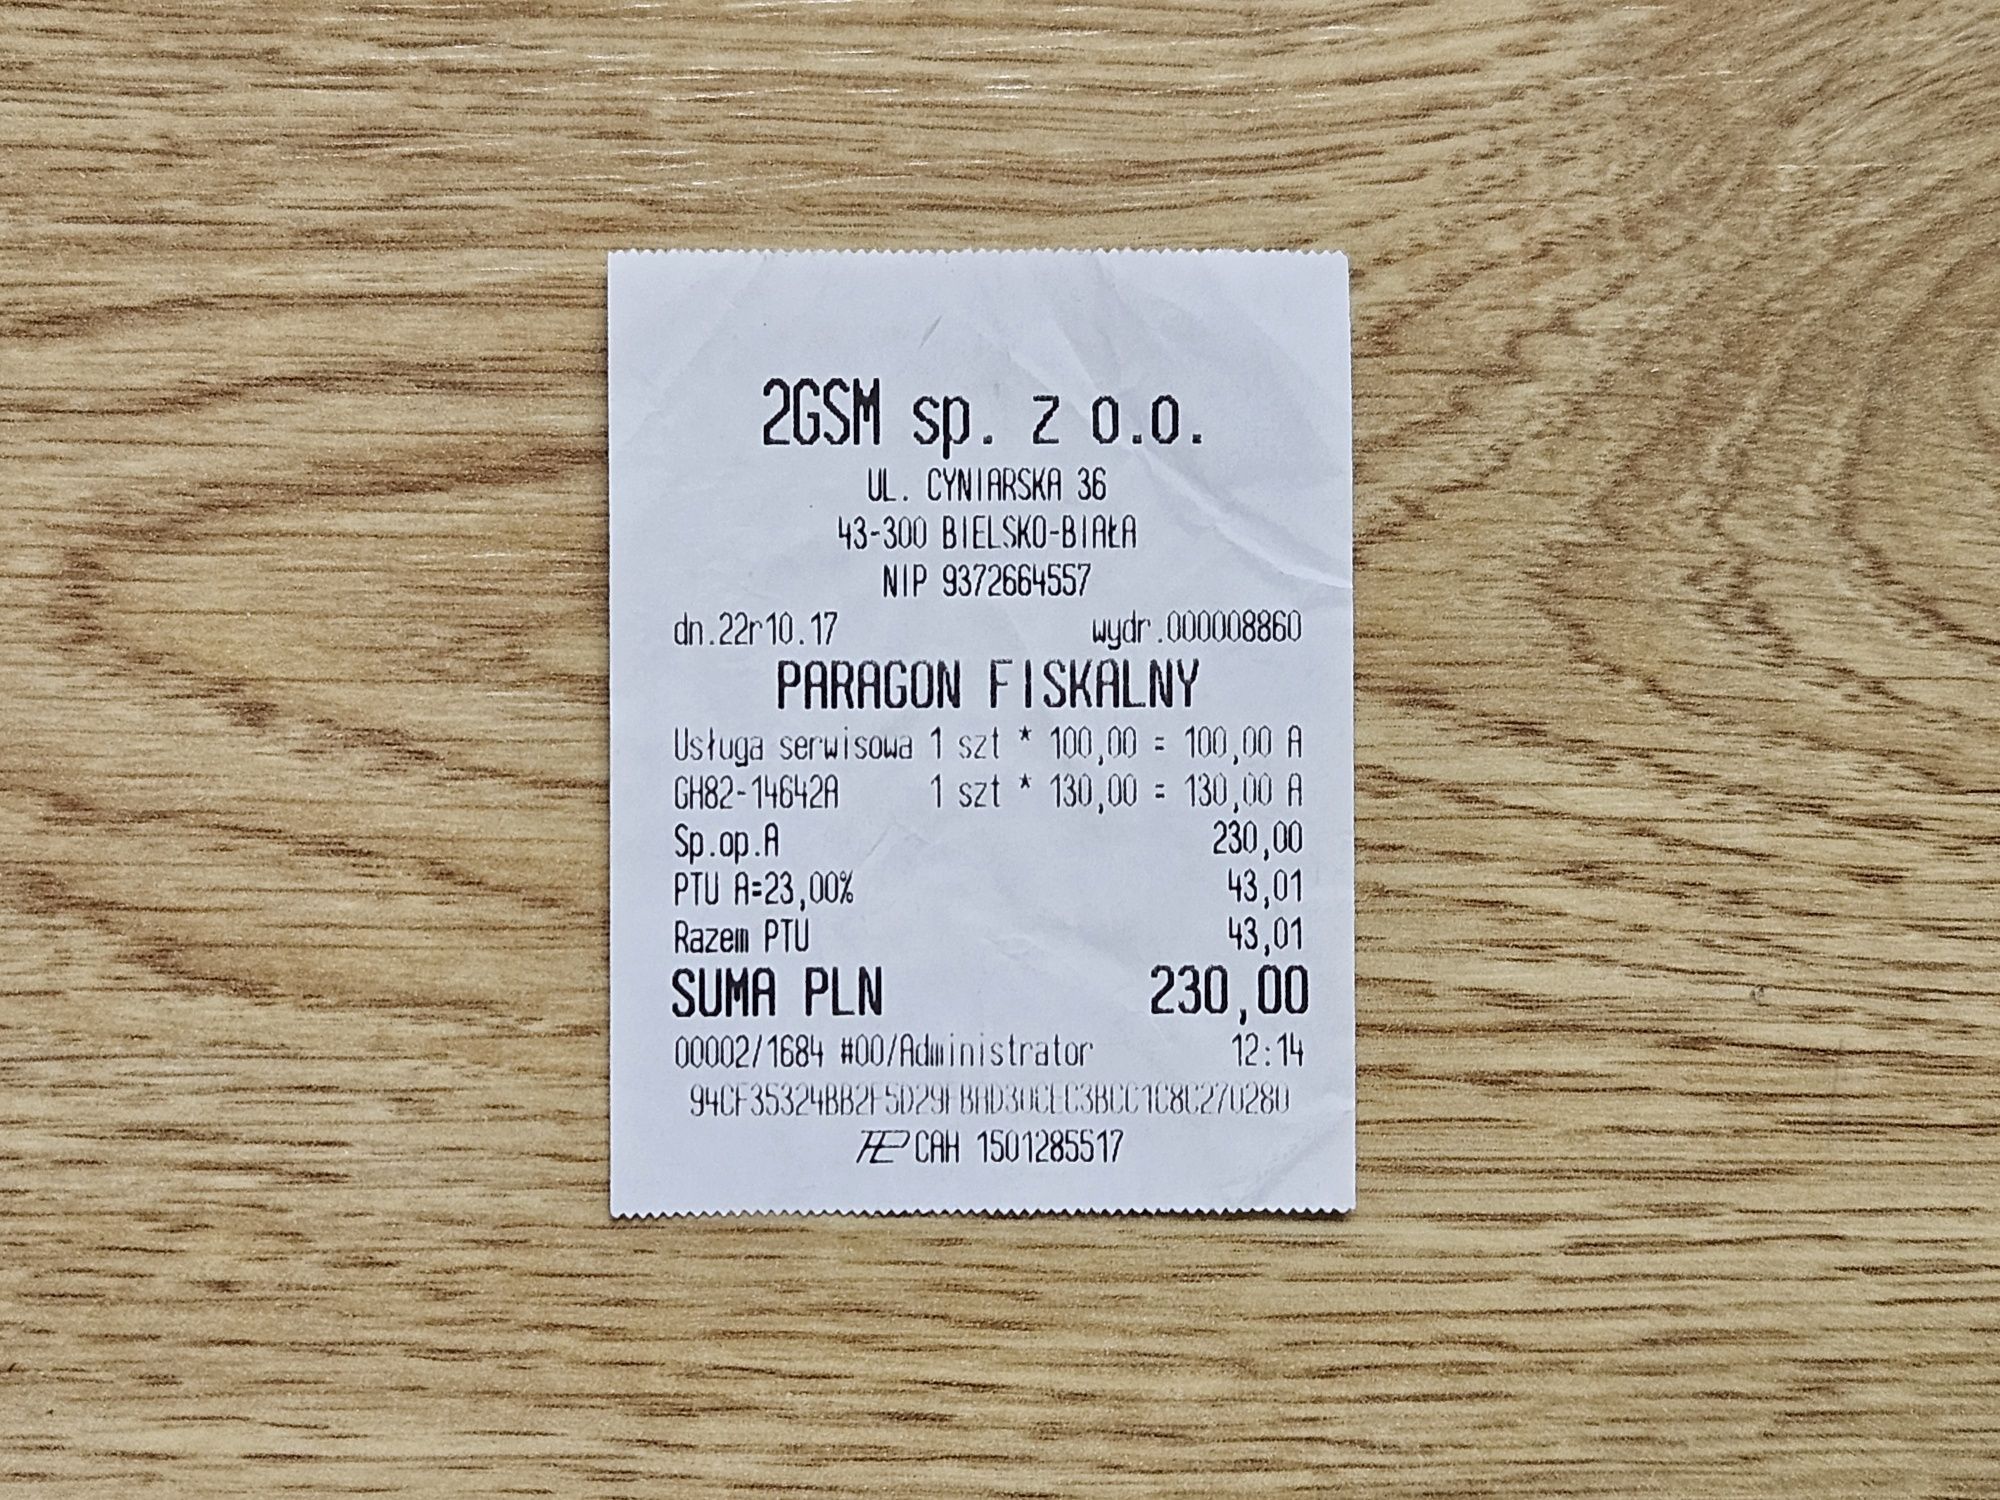 2GSM sp. z o.o.
UL. CYNIARSKA 36
43-300 BIELSKO-BIAŁA
NIP 9372664557
dn.22r10.17 wydr.000008860
PARAGON FISKALNY
Usługa serwisowa 1 szt * 100,00 = 100,00 A
GH82-14642A 1 szt * 130,00 = 130,00 A
Sp.op.A 230,00
PTU A=23,00% 43,01
Razem PTU 43,01
SUMA PLN 230,00
00002/1684 #00/Administrator 12:14
CAH 1501285517